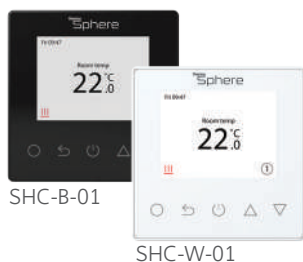 Sphere
Fri 09:47
Room temp
22.0°C
SHC-B-01
Sphere
Fri 09:47
Room temp
22.0°C
1
SHC-W-01